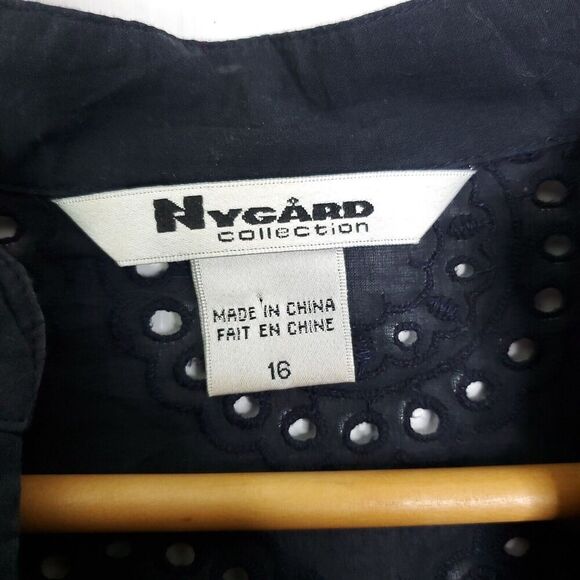 NYGÅRD
collection
MADE IN CHINA
FAIT EN CHINE
16